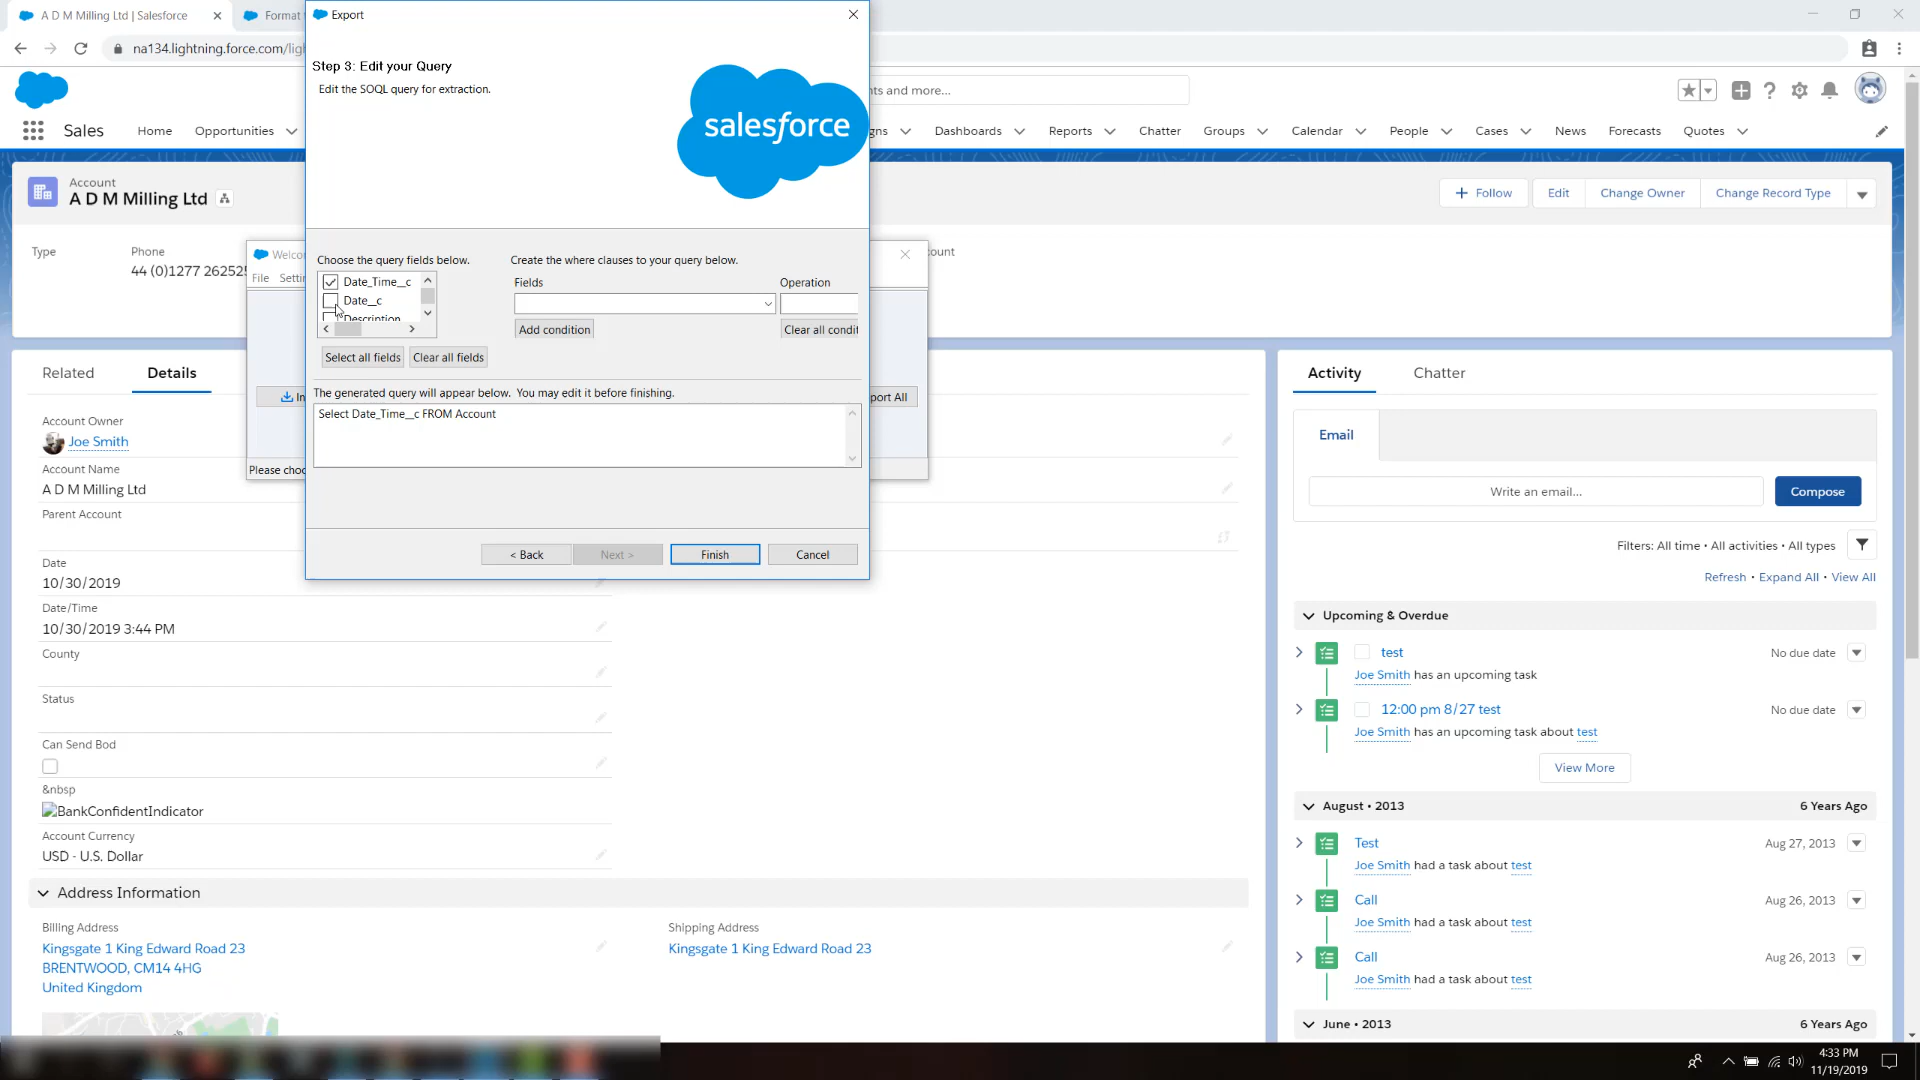 A D M Milling Ltd | Salesforce
Format
Export
na134.lightning.force.com/lig
Step 3: Edit your Query
Edit the SOQL query for extraction.
salesforce
nts and more...
Sales
Home
Opportunities
gns
Dashboards
Reports
Chatter
Groups
Calendar
People
Cases
News
Forecasts
Quotes
Account
A D M Milling Ltd
Follow
Edit
Change Owner
Change Record Type
Type
Phone
44 (0)1277 262525
ount
Welcom
File
Settin
Choose the query fields below.
Create the where clauses to your query below.
Date_Time__c
Date__c
Description
Fields
Operation
Add condition
Clear all condit
Select all fields
Clear all fields
The generated query will appear below.  You may edit it before finishing.
Select Date_Time__c FROM Account
In
port All
Please choo
< Back
Next >
Finish
Cancel
Related
Details
Account Owner
Joe Smith
Account Name
A D M Milling Ltd
Parent Account
Date
10/30/2019
Date/Time
10/30/2019 3:44 PM
County
Status
Can Send Bod
&nbsp
BankConfidentIndicator
Account Currency
USD - U.S. Dollar
Address Information
Billing Address
Kingsgate 1 King Edward Road 23
BRENTWOOD, CM14 4HG
United Kingdom
Shipping Address
Kingsgate 1 King Edward Road 23
Activity
Chatter
Email
Write an email...
Compose
Filters: All time • All activities • All types
Refresh • Expand All • View All
Upcoming & Overdue
test
No due date
Joe Smith has an upcoming task
12:00 pm 8/27 test
No due date
Joe Smith has an upcoming task about test
View More
August • 2013
6 Years Ago
Test
Aug 27, 2013
Joe Smith had a task about test
Call
Aug 26, 2013
Joe Smith had a task about test
Call
Aug 26, 2013
Joe Smith had a task about test
June • 2013
6 Years Ago
4:33 PM
11/19/2019